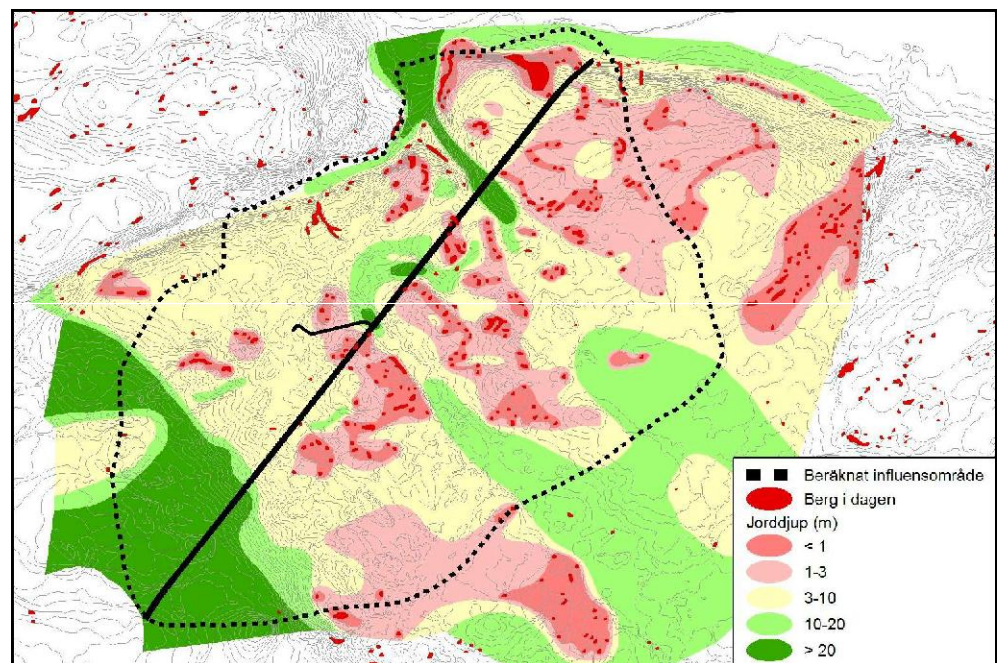 Beräknat influensområde
Berg i dagen
Jorddjup (m)
< 1
1-3
3-10
10-20
> 20